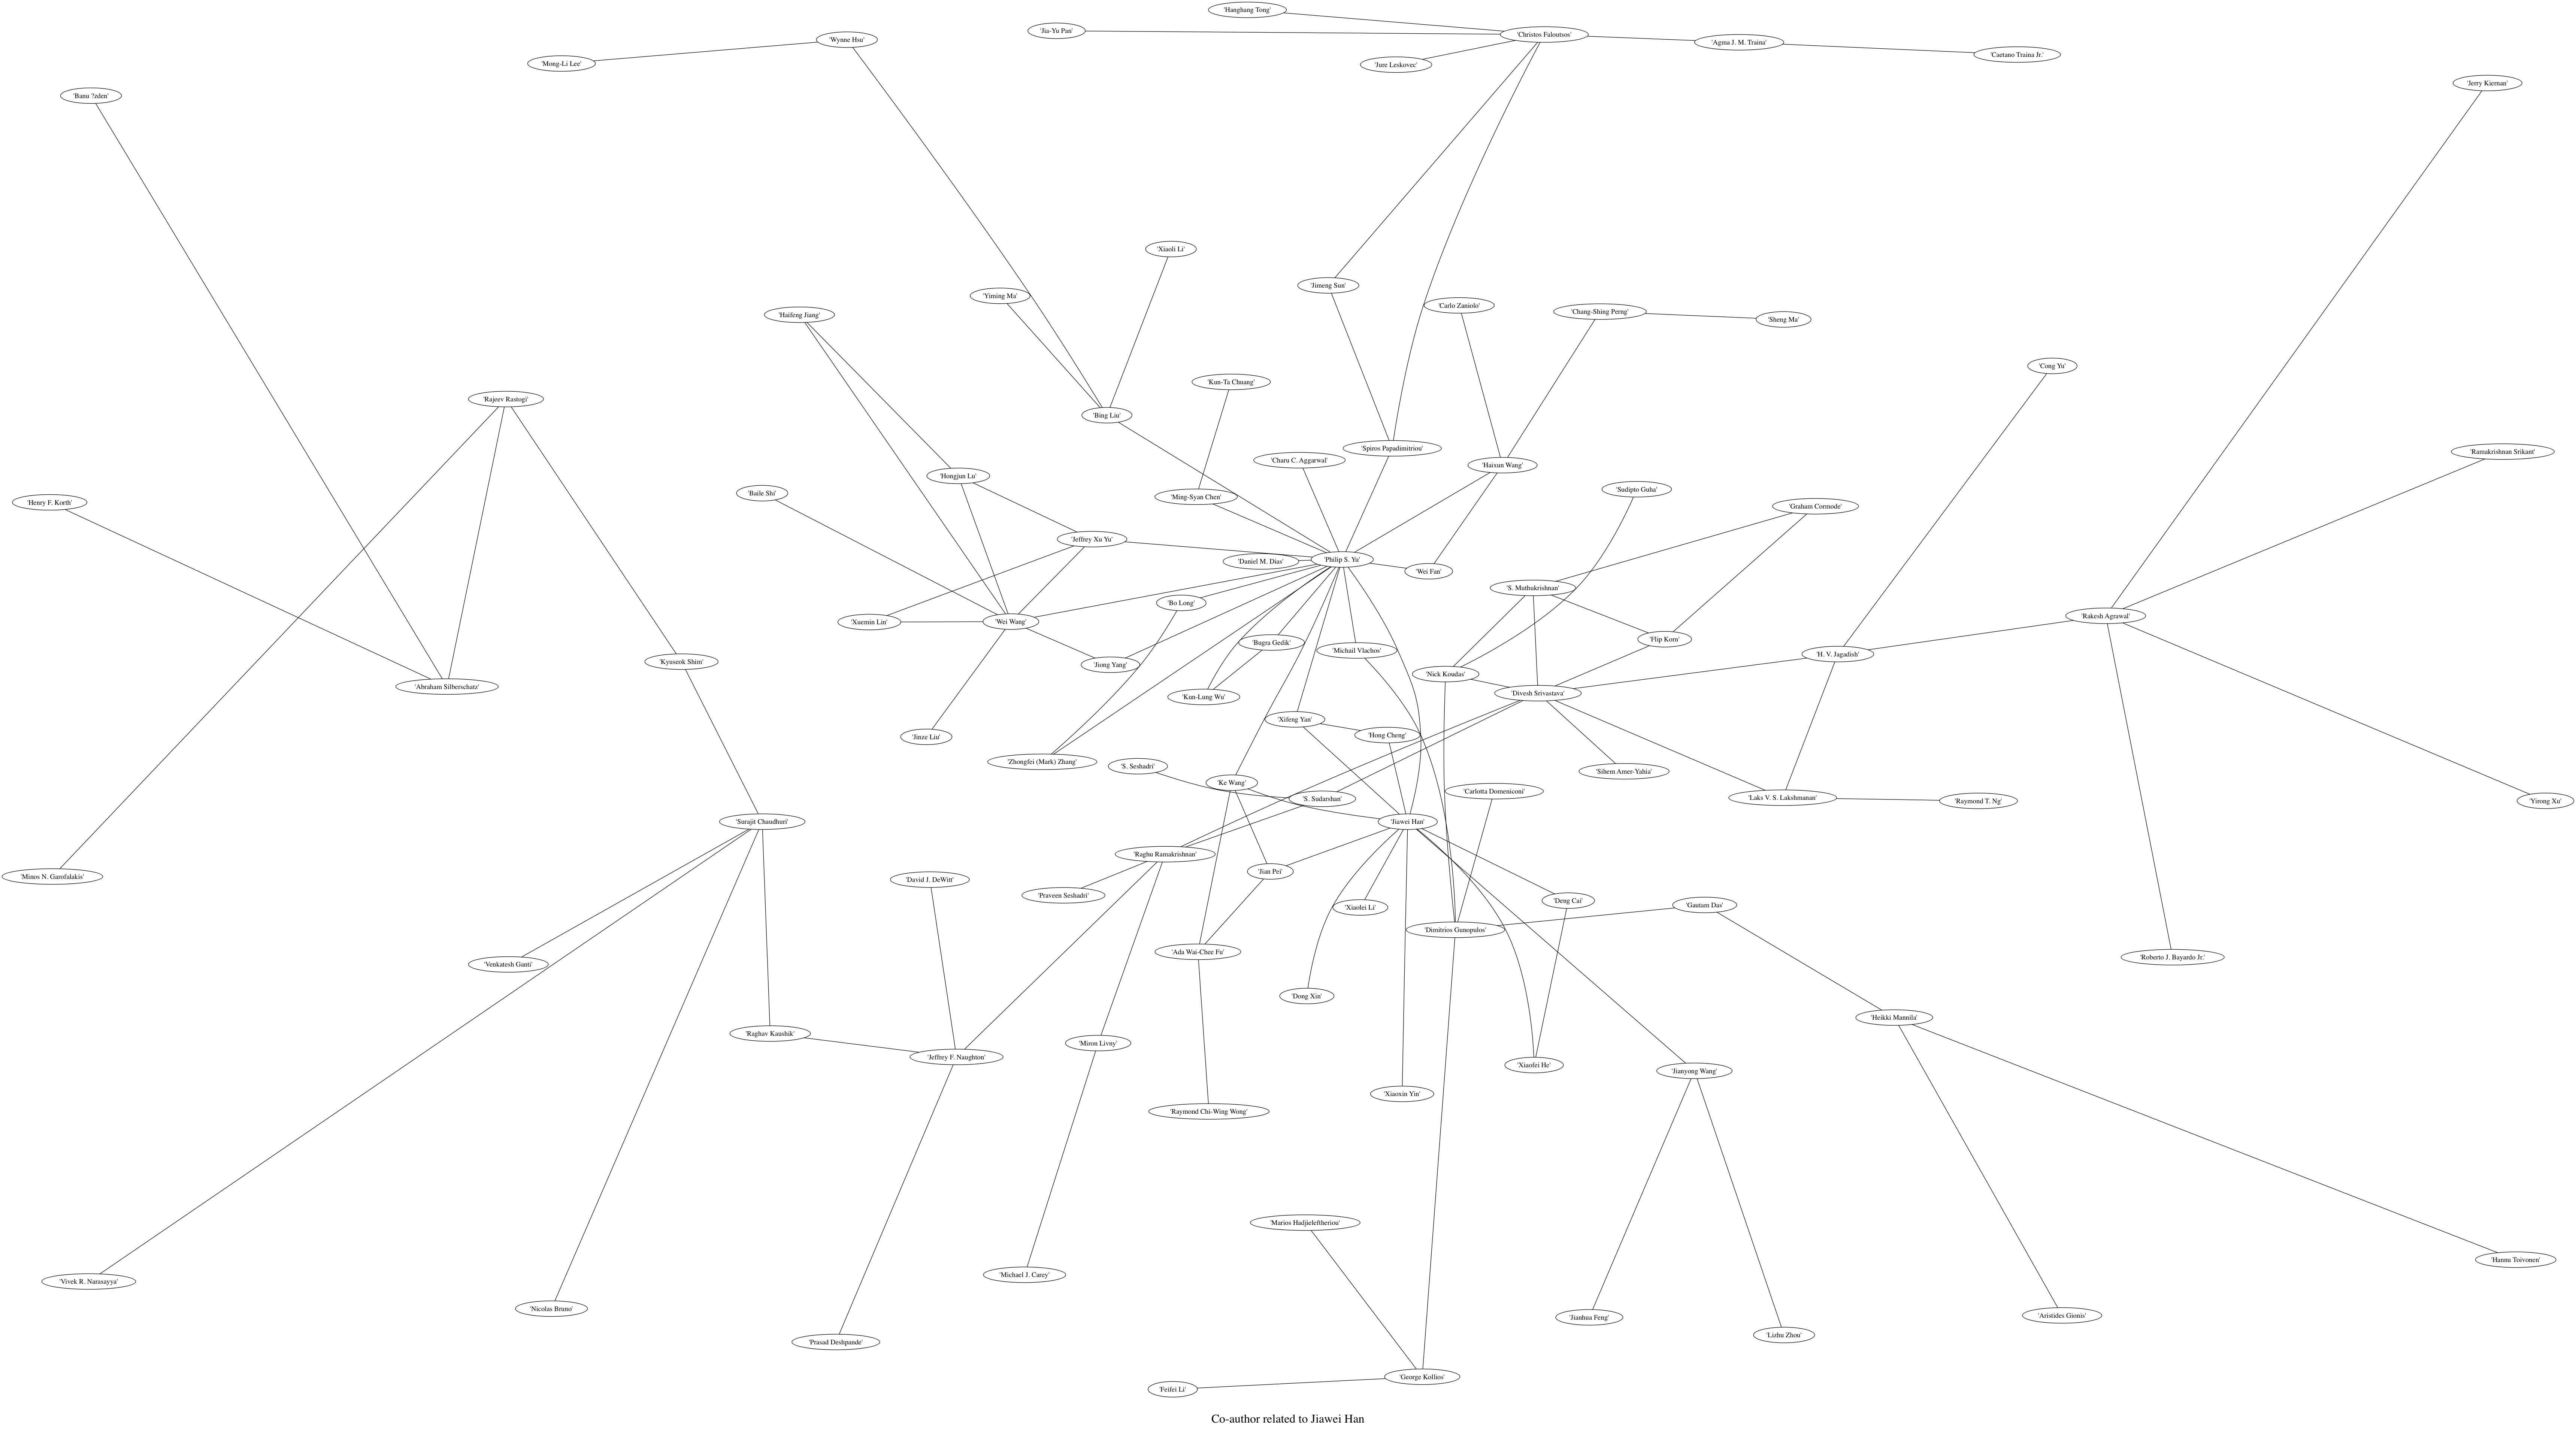 'Hanghang Tong'
'Jia-Yu Pan'
'Christos Faloutsos'
'Wynne Hsu'
'Agma J. M. Traina'
'Caetano Traina Jr.'
'Mong-Li Lee'
'Jure Leskovec'
'Jerry Kiernan'
'Banu ?zden'
'Xiaoli Li'
'Jimeng Sun'
'Yiming Ma'
'Carlo Zaniolo'
'Chang-Shing Perng'
'Haifeng Jiang'
'Sheng Ma'
'Cong Yu'
'Kun-Ta Chuang'
'Rajeev Rastogi'
'Bing Liu'
'Spiros Papadimitriou'
'Ramakrishnan Srikant'
'Charu C. Aggarwal'
'Haixun Wang'
'Hongjun Lu'
'Sudipto Guha'
'Baile Shi'
'Ming-Syan Chen'
'Henry F. Korth'
'Graham Cormode'
'Jeffrey Xu Yu'
'Philip S. Yu'
'Daniel M. Dias'
'Wei Fan'
'S. Muthukrishnan'
'Bo Long'
'Rakesh Agrawal'
'Xuemin Lin'
'Wei Wang'
'Flip Korn'
'Bugra Gedik'
'Michail Vlachos'
'H. V. Jagadish'
'Kyuseok Shim'
'Jiong Yang'
'Nick Koudas'
'Abraham Silberschatz'
'Divesh Srivastava'
'Kun-Lung Wu'
'Xifeng Yan'
'Hong Cheng'
'Jinze Liu'
'Zhongfei (Mark) Zhang'
'S. Seshadri'
'Sihem Amer-Yahia'
'Ke Wang'
'Carlotta Domeniconi'
'S. Sudarshan'
'Laks V. S. Lakshmanan'
'Raymond T. Ng'
'Yirong Xu'
'Surajit Chaudhuri'
'Jiawei Han'
'Raghu Ramakrishnan'
'Jian Pei'
'Minos N. Garofalakis'
'David J. DeWitt'
'Praveen Seshadri'
'Deng Cai'
'Gautam Das'
'Xiaolei Li'
'Dimitrios Gunopulos'
'Ada Wai-Chee Fu'
'Roberto J. Bayardo Jr.'
'Venkatesh Ganti'
'Dong Xin'
'Heikki Mannila'
'Raghav Kaushik'
'Miron Livny'
'Jeffrey F. Naughton'
'Xiaofei He'
'Jianyong Wang'
'Xiaoxin Yin'
'Raymond Chi-Wing Wong'
'Marios Hadjieleftheriou'
'Hannu Toivonen'
'Michael J. Carey'
'Vivek R. Narasayya'
'Nicolas Bruno'
'Aristides Gionis'
'Jianhua Feng'
'Lizhu Zhou'
'Prasad Deshpande'
'George Kollios'
'Feifei Li'
Co-author related to Jiawei Han